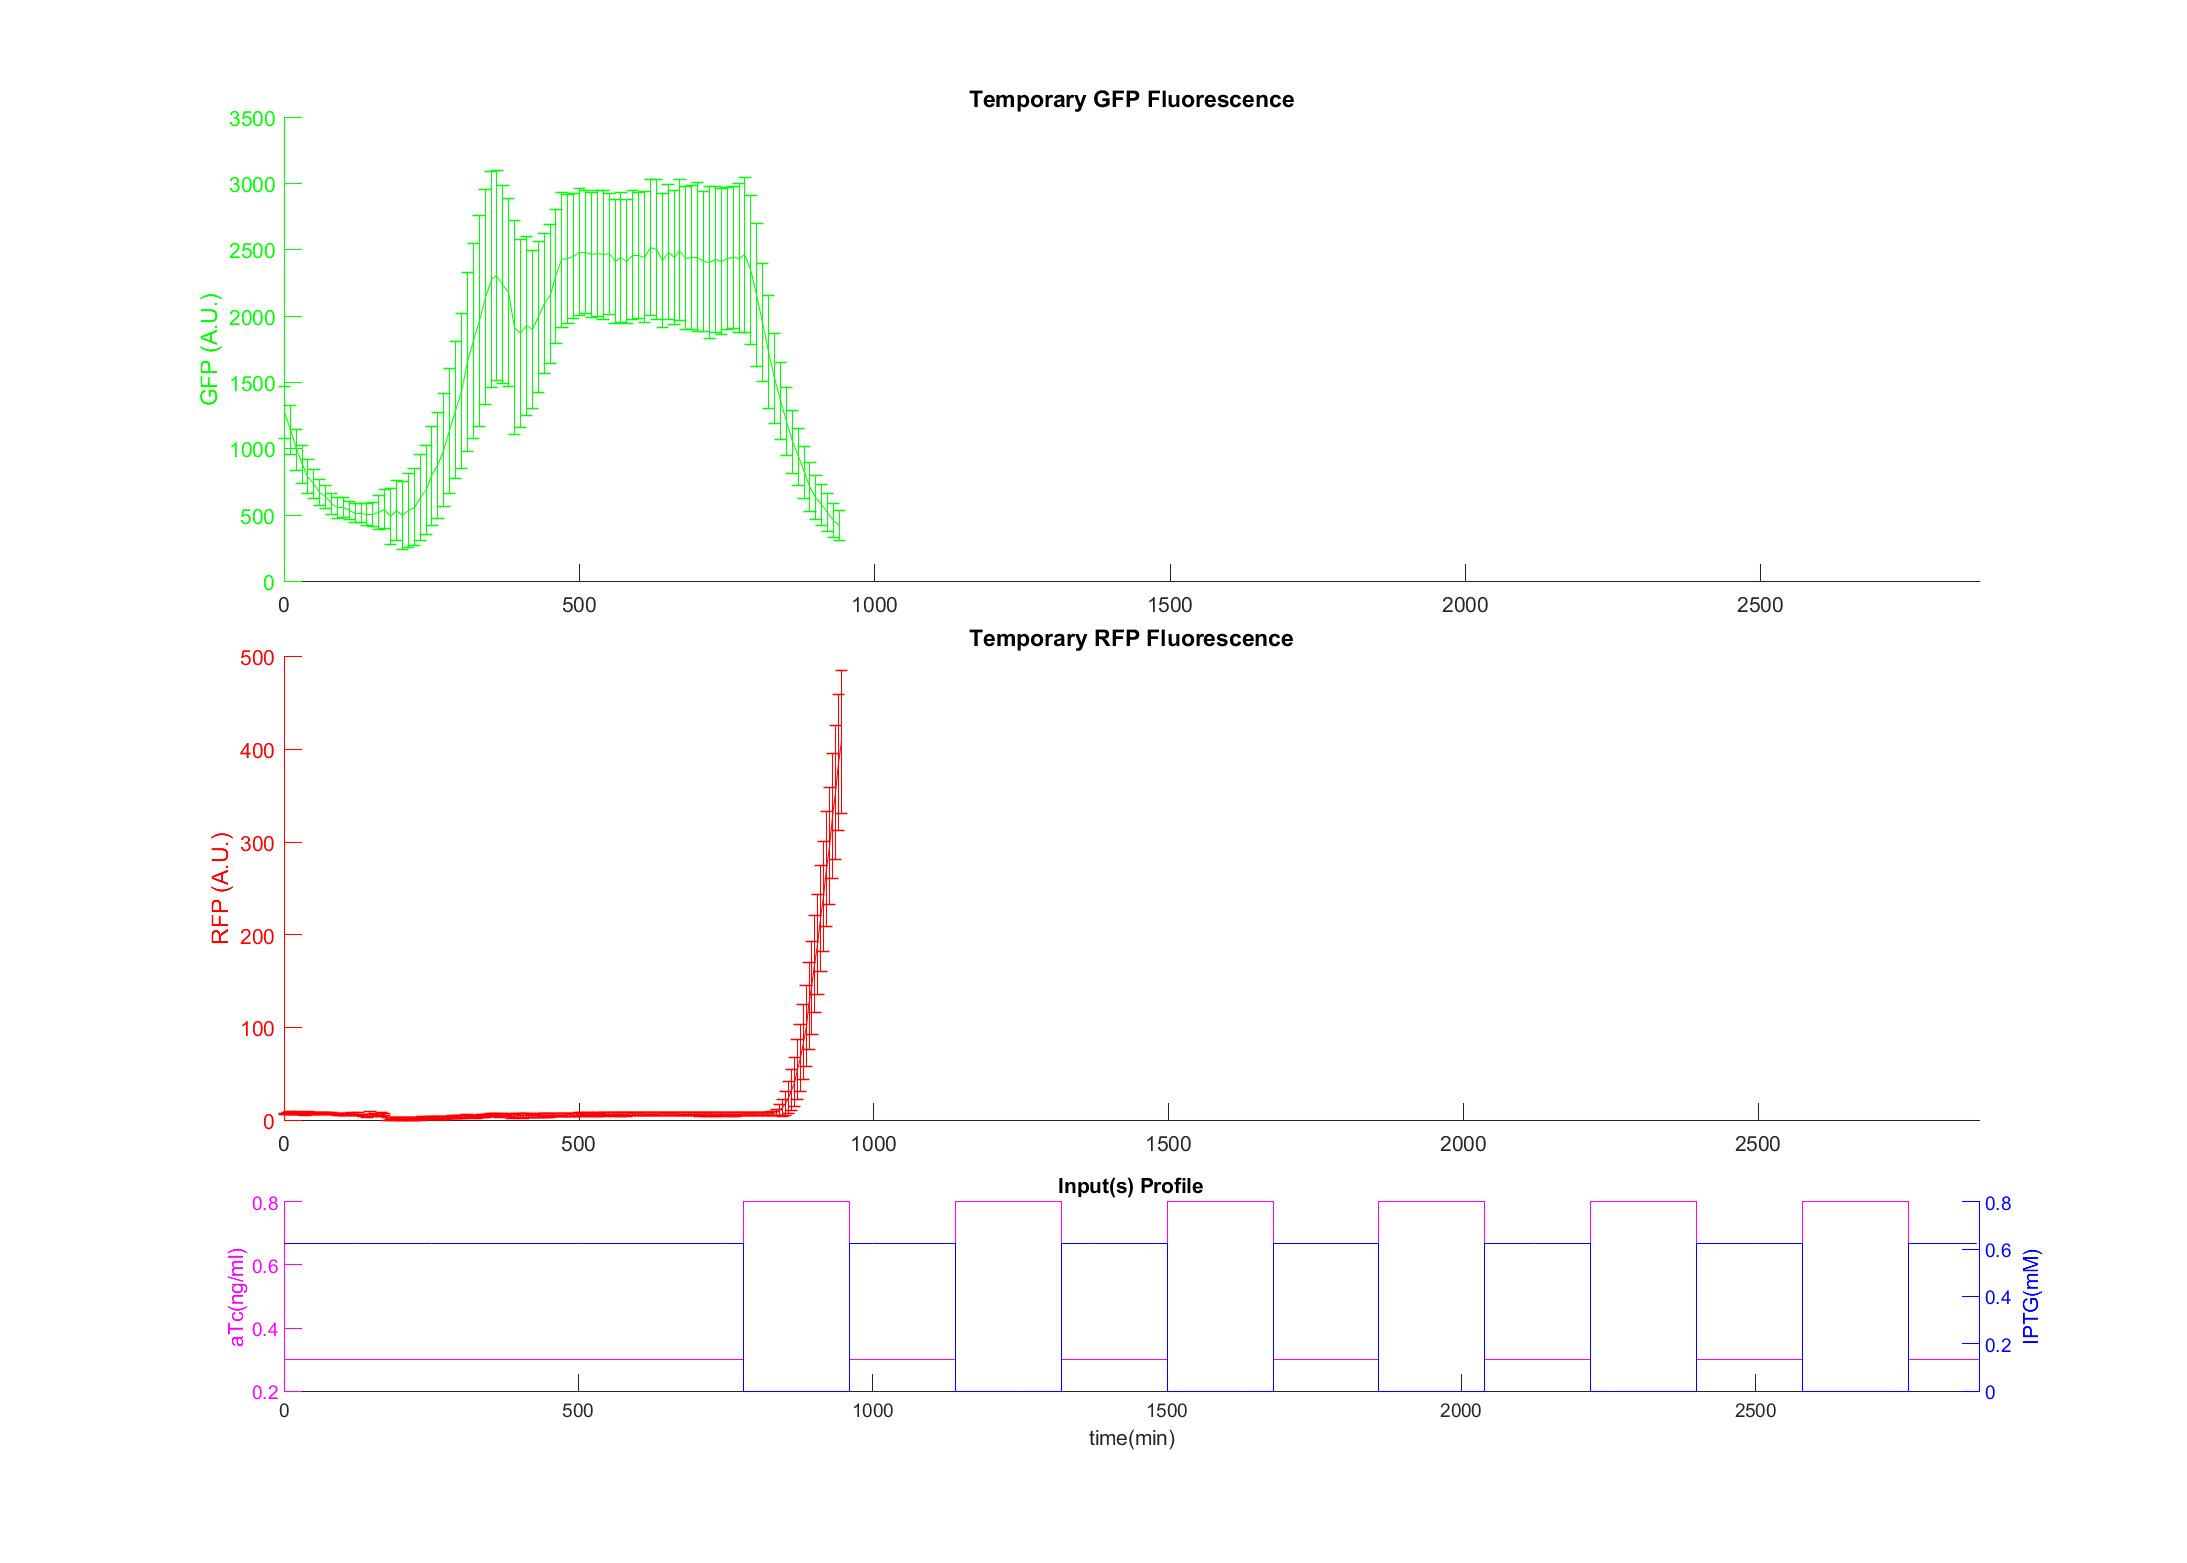 Temporary GFP Fluorescence
3500
3000
2500
2000
1500
1000
500
0
GFP (A.U.)
0 500 1000 1500 2000 2500
Temporary RFP Fluorescence
500
400
300
200
100
0
RFP (A.U.)
0 500 1000 1500 2000 2500
Input(s) Profile
0.8
0.6
0.4
0.2
aTc(ng/ml)
0.8
0.6
0.4
0.2
0
IPTG(mM)
0 500 1000 1500 2000 2500
time(min)